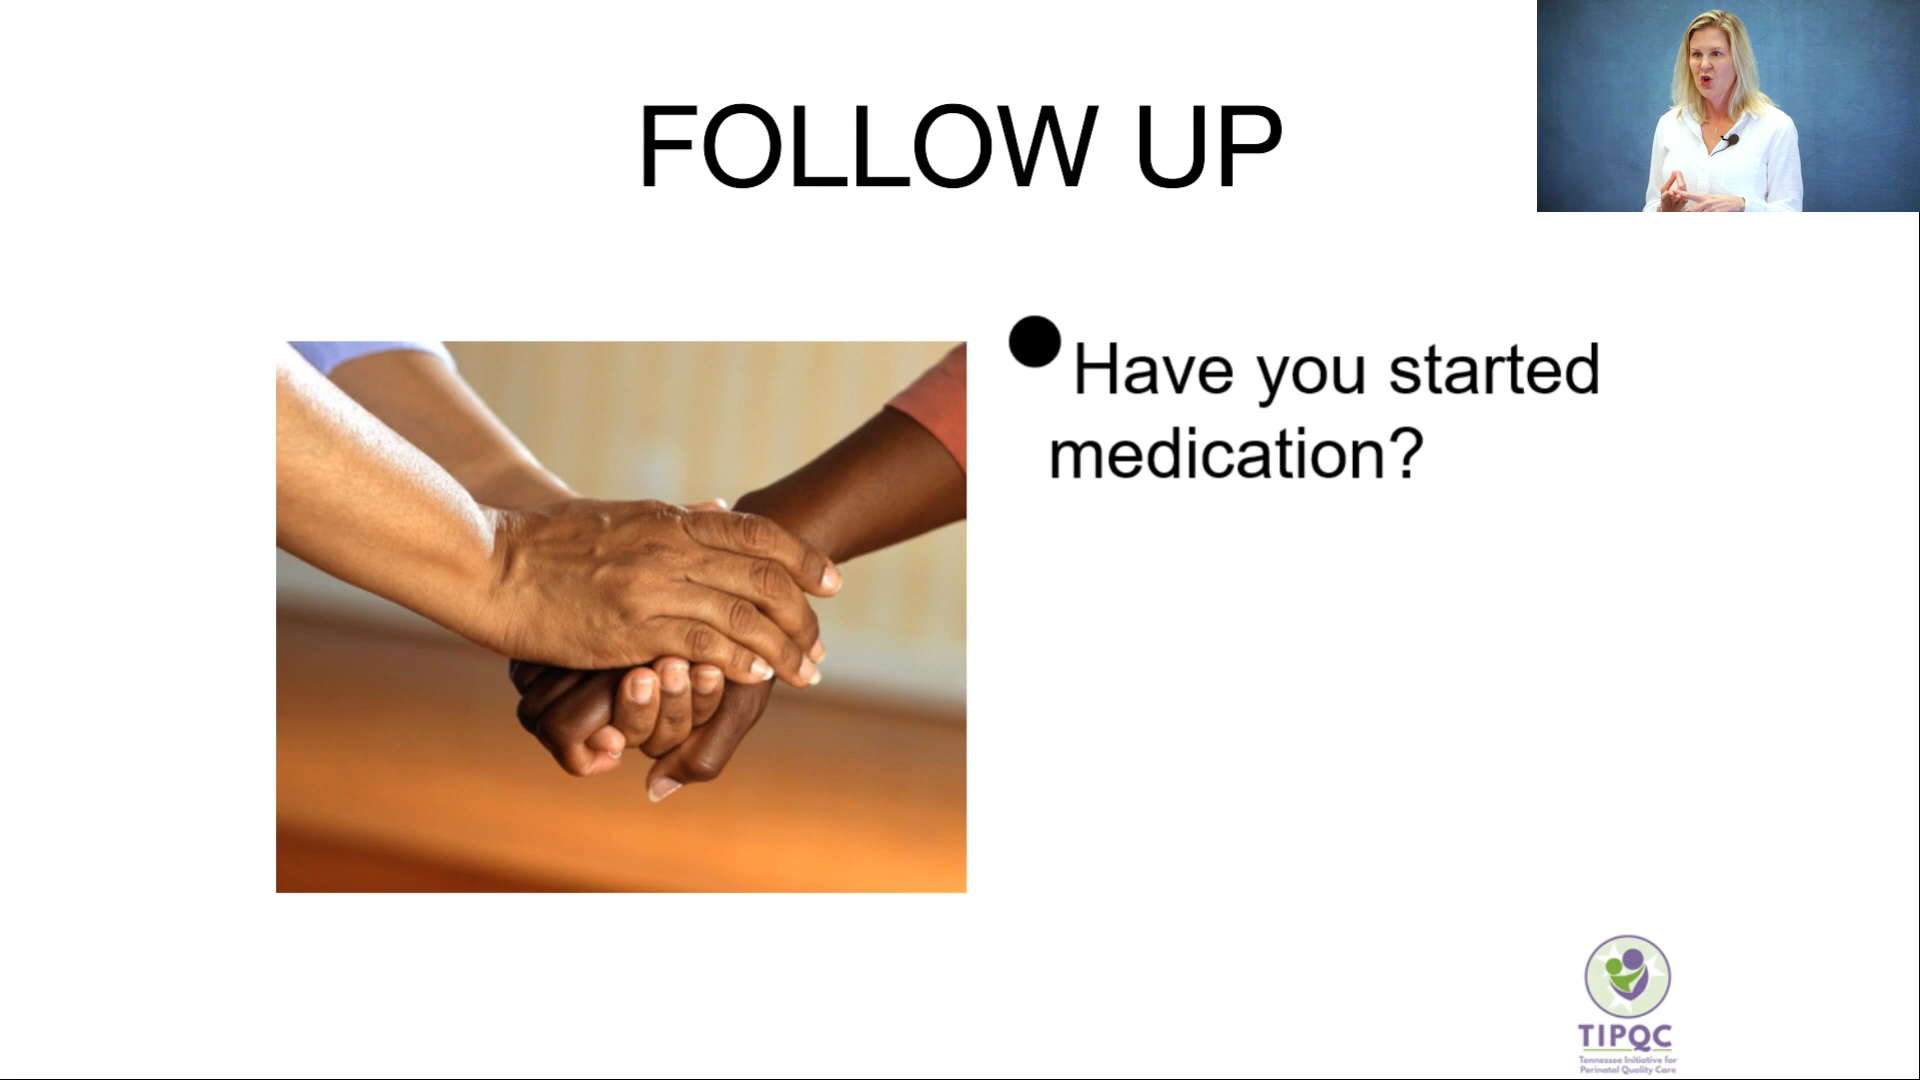 FOLLOW UP
Have you started
medication?
TIPQC
Tennessee Initiative for
Perinatal Quality Care